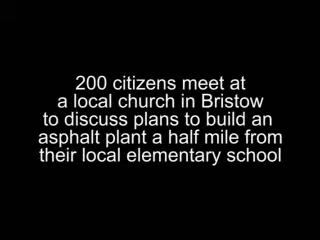 200 citizens meet at
a local church in Bristow
to discuss plans to build an
asphalt plant a half mile from
their local elementary school